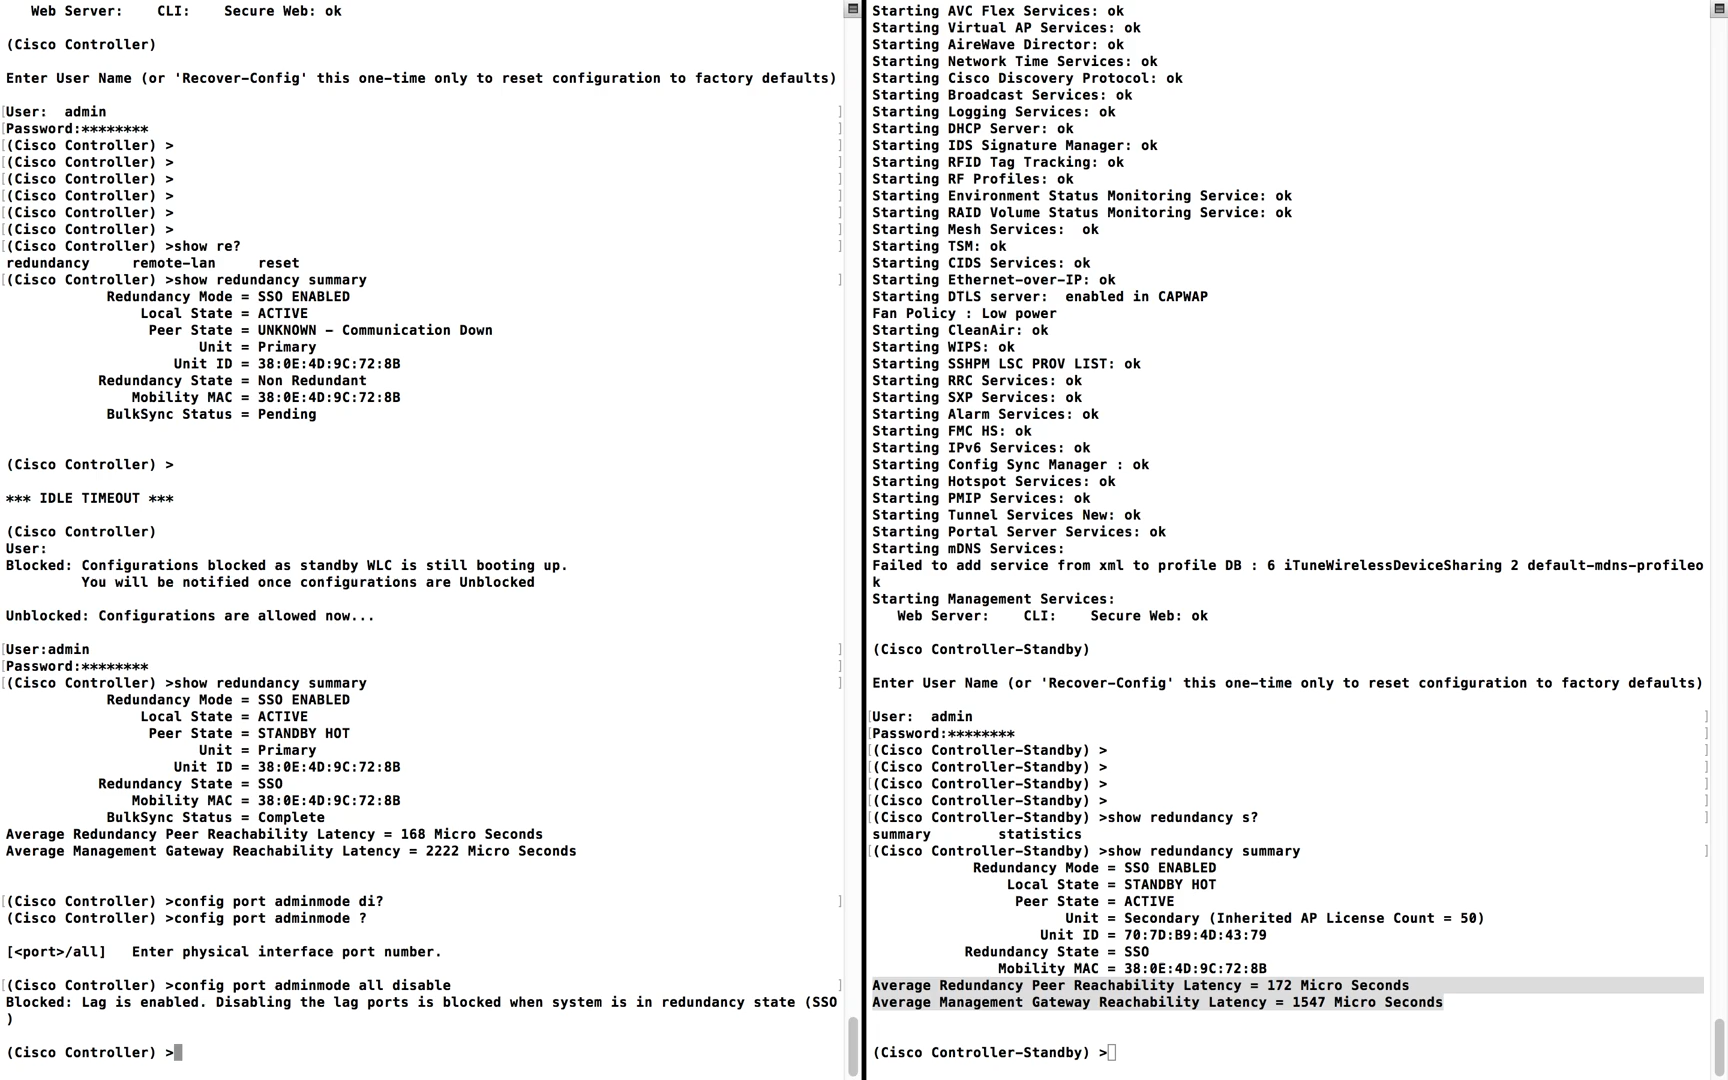 Web Server:    CLI:    Secure Web: ok
(Cisco Controller)
Enter User Name (or 'Recover-Config' this one-time only to reset configuration to factory defaults)
[User:  admin ]
[Password:******** ]
[(Cisco Controller) > ]
[(Cisco Controller) > ]
[(Cisco Controller) > ]
[(Cisco Controller) > ]
[(Cisco Controller) > ]
[(Cisco Controller) > ]
[(Cisco Controller) >show re? ]
redundancy     remote-lan     reset
[(Cisco Controller) >show redundancy summary ]
Redundancy Mode = SSO ENABLED
Local State = ACTIVE
Peer State = UNKNOWN - Communication Down
Unit = Primary
Unit ID = 38:0E:4D:9C:72:8B
Redundancy State = Non Redundant
Mobility MAC = 38:0E:4D:9C:72:8B
BulkSync Status = Pending
(Cisco Controller) >
*** IDLE TIMEOUT ***
(Cisco Controller)
User:
Blocked: Configurations blocked as standby WLC is still booting up.
You will be notified once configurations are Unblocked
Unblocked: Configurations are allowed now...
[User:admin ]
[Password:******** ]
[(Cisco Controller) >show redundancy summary ]
Redundancy Mode = SSO ENABLED
Local State = ACTIVE
Peer State = STANDBY HOT
Unit = Primary
Unit ID = 38:0E:4D:9C:72:8B
Redundancy State = SSO
Mobility MAC = 38:0E:4D:9C:72:8B
BulkSync Status = Complete
Average Redundancy Peer Reachability Latency = 168 Micro Seconds
Average Management Gateway Reachability Latency = 2222 Micro Seconds
[(Cisco Controller) >config port adminmode di? ]
(Cisco Controller) >config port adminmode ?
[<port>/all]   Enter physical interface port number.
[(Cisco Controller) >config port adminmode all disable ]
Blocked: Lag is enabled. Disabling the lag ports is blocked when system is in redundancy state (SSO
)
(Cisco Controller) >
Starting AVC Flex Services: ok
Starting Virtual AP Services: ok
Starting AireWave Director: ok
Starting Network Time Services: ok
Starting Cisco Discovery Protocol: ok
Starting Broadcast Services: ok
Starting Logging Services: ok
Starting DHCP Server: ok
Starting IDS Signature Manager: ok
Starting RFID Tag Tracking: ok
Starting RF Profiles: ok
Starting Environment Status Monitoring Service: ok
Starting RAID Volume Status Monitoring Service: ok
Starting Mesh Services:  ok
Starting TSM: ok
Starting CIDS Services: ok
Starting Ethernet-over-IP: ok
Starting DTLS server:  enabled in CAPWAP
Fan Policy : Low power
Starting CleanAir: ok
Starting WIPS: ok
Starting SSHPM LSC PROV LIST: ok
Starting RRC Services: ok
Starting SXP Services: ok
Starting Alarm Services: ok
Starting FMC HS: ok
Starting IPv6 Services: ok
Starting Config Sync Manager : ok
Starting Hotspot Services: ok
Starting PMIP Services: ok
Starting Tunnel Services New: ok
Starting Portal Server Services: ok
Starting mDNS Services:
Failed to add service from xml to profile DB : 6 iTuneWirelessDeviceSharing 2 default-mdns-profileo
k
Starting Management Services:
Web Server:    CLI:    Secure Web: ok
(Cisco Controller-Standby)
Enter User Name (or 'Recover-Config' this one-time only to reset configuration to factory defaults)
[User:  admin ]
[Password:******** ]
[(Cisco Controller-Standby) > ]
[(Cisco Controller-Standby) > ]
[(Cisco Controller-Standby) > ]
[(Cisco Controller-Standby) > ]
[(Cisco Controller-Standby) >show redundancy s? ]
summary        statistics
[(Cisco Controller-Standby) >show redundancy summary ]
Redundancy Mode = SSO ENABLED
Local State = STANDBY HOT
Peer State = ACTIVE
Unit = Secondary (Inherited AP License Count = 50)
Unit ID = 70:7D:B9:4D:43:79
Redundancy State = SSO
Mobility MAC = 38:0E:4D:9C:72:8B
Average Redundancy Peer Reachability Latency = 172 Micro Seconds
Average Management Gateway Reachability Latency = 1547 Micro Seconds
(Cisco Controller-Standby) >